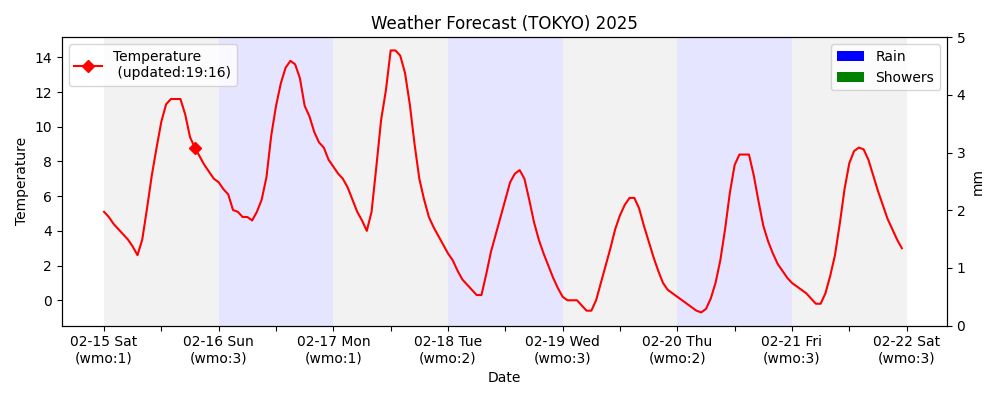 Weather Forecast (TOKYO) 2025
Temperature
(updated:19:16)
Rain
Showers
14
12
10
8
6
4
2
0
Temperature
5
4
3
2
1
0
mm
02-15 Sat
(wmo:1)
02-16 Sun
(wmo:3)
02-17 Mon
(wmo:1)
02-18 Tue
(wmo:2)
02-19 Wed
(wmo:3)
02-20 Thu
(wmo:2)
02-21 Fri
(wmo:3)
02-22 Sat
(wmo:3)
Date